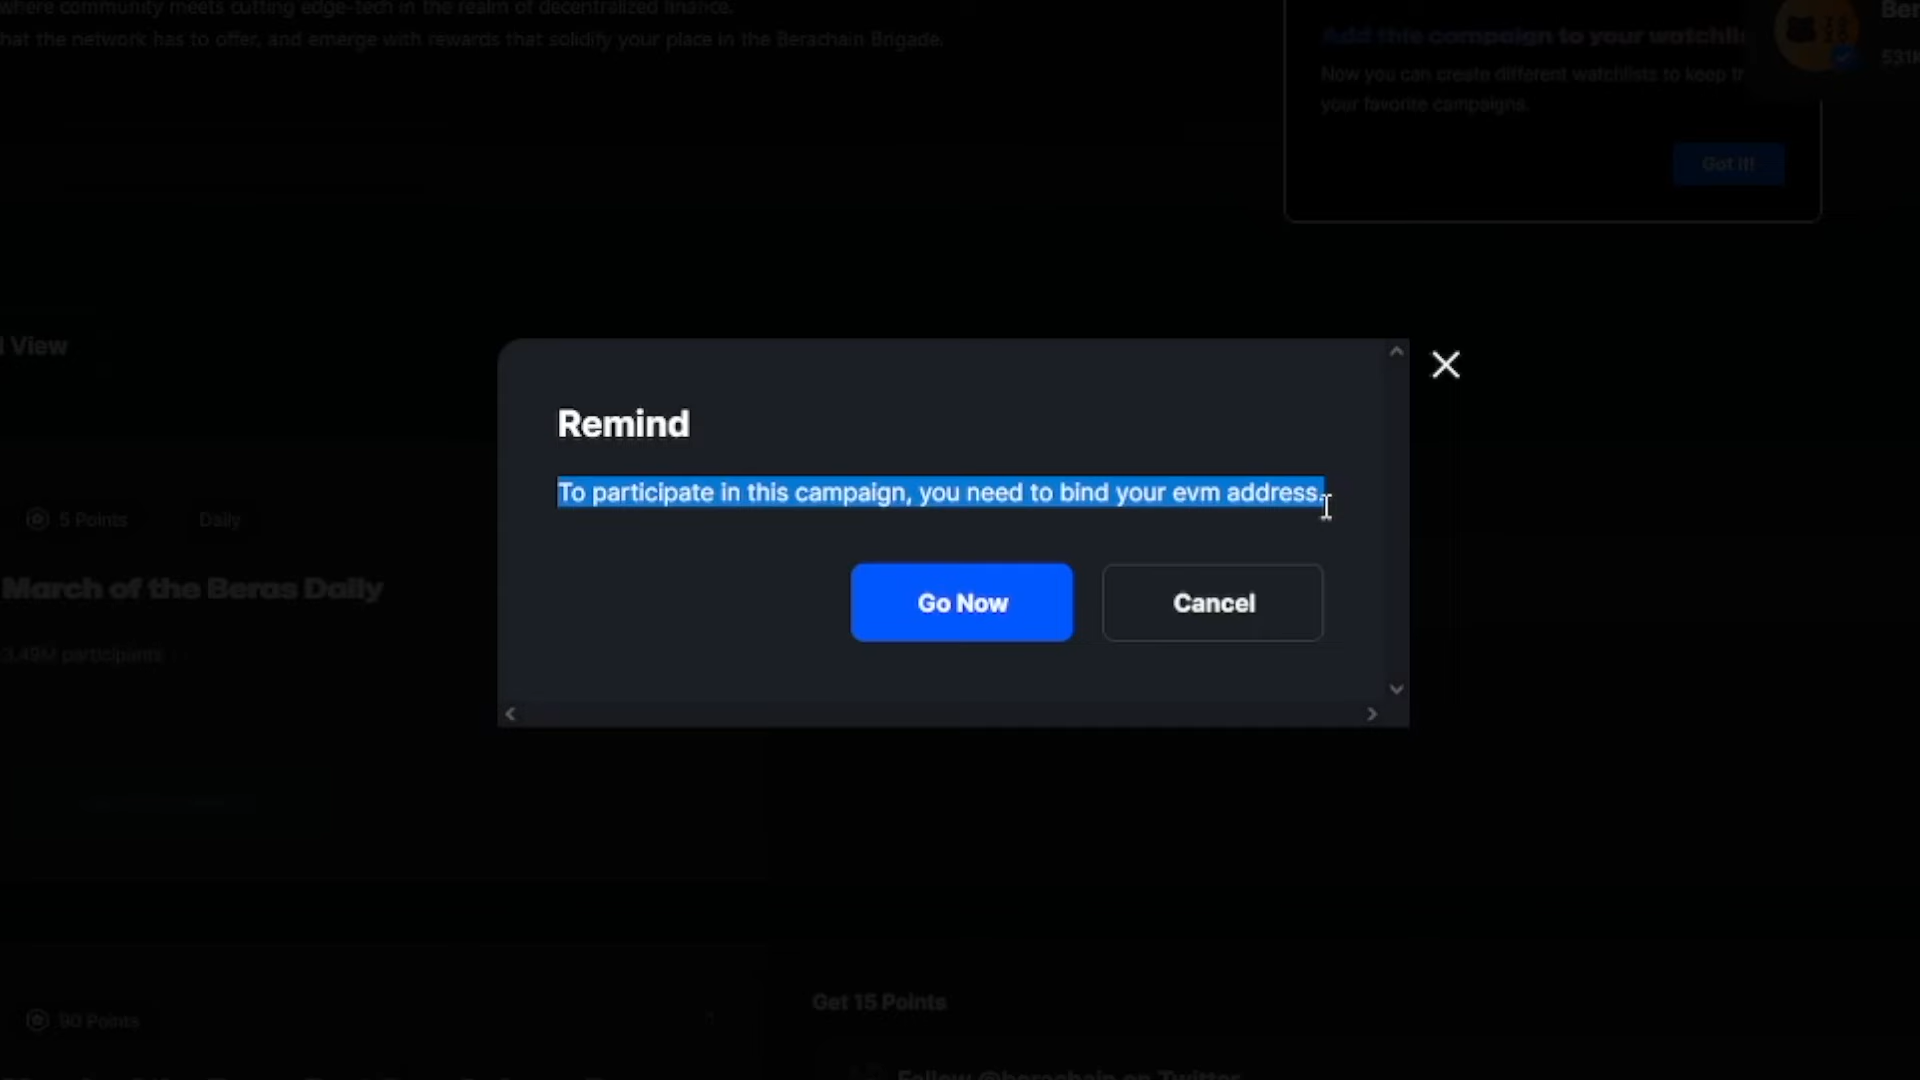 where community meets cutting edge-tech in the realm of decentralized finance.
hat the network has to offer, and emerge with rewards that solidify your place in the Berachain Brigade.
Ber
Add this campaign to your watchli
531K
Now you can create different watchlists to keep tr
your favorite campaigns.
Got it!
View
Remind
To participate in this campaign, you need to bind your evm address.
Go Now
Cancel
5 Points
Daily
March of the Beras Daily
3.49M participants
90 Points
Get 15 Points
Follow @berachain on Twitter